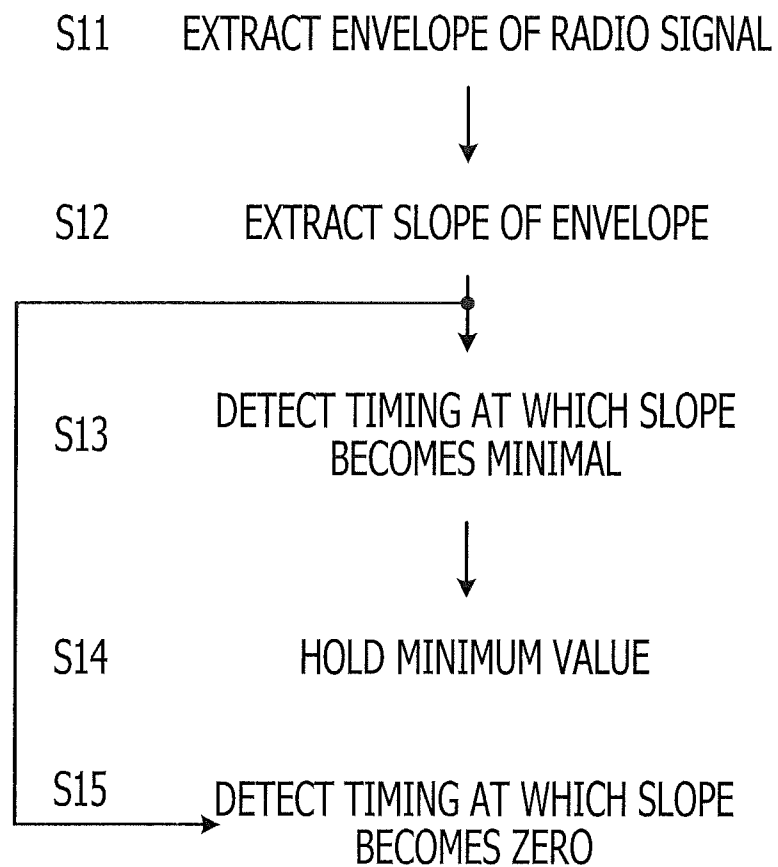 S11 EXTRACT ENVELOPE OF RADIO SIGNAL
S12 EXTRACT SLOPE OF ENVELOPE
S13 DETECT TIMING AT WHICH SLOPE
BECOMES MINIMAL
S14 HOLD MINIMUM VALUE
S15 DETECT TIMING AT WHICH SLOPE
BECOMES ZERO